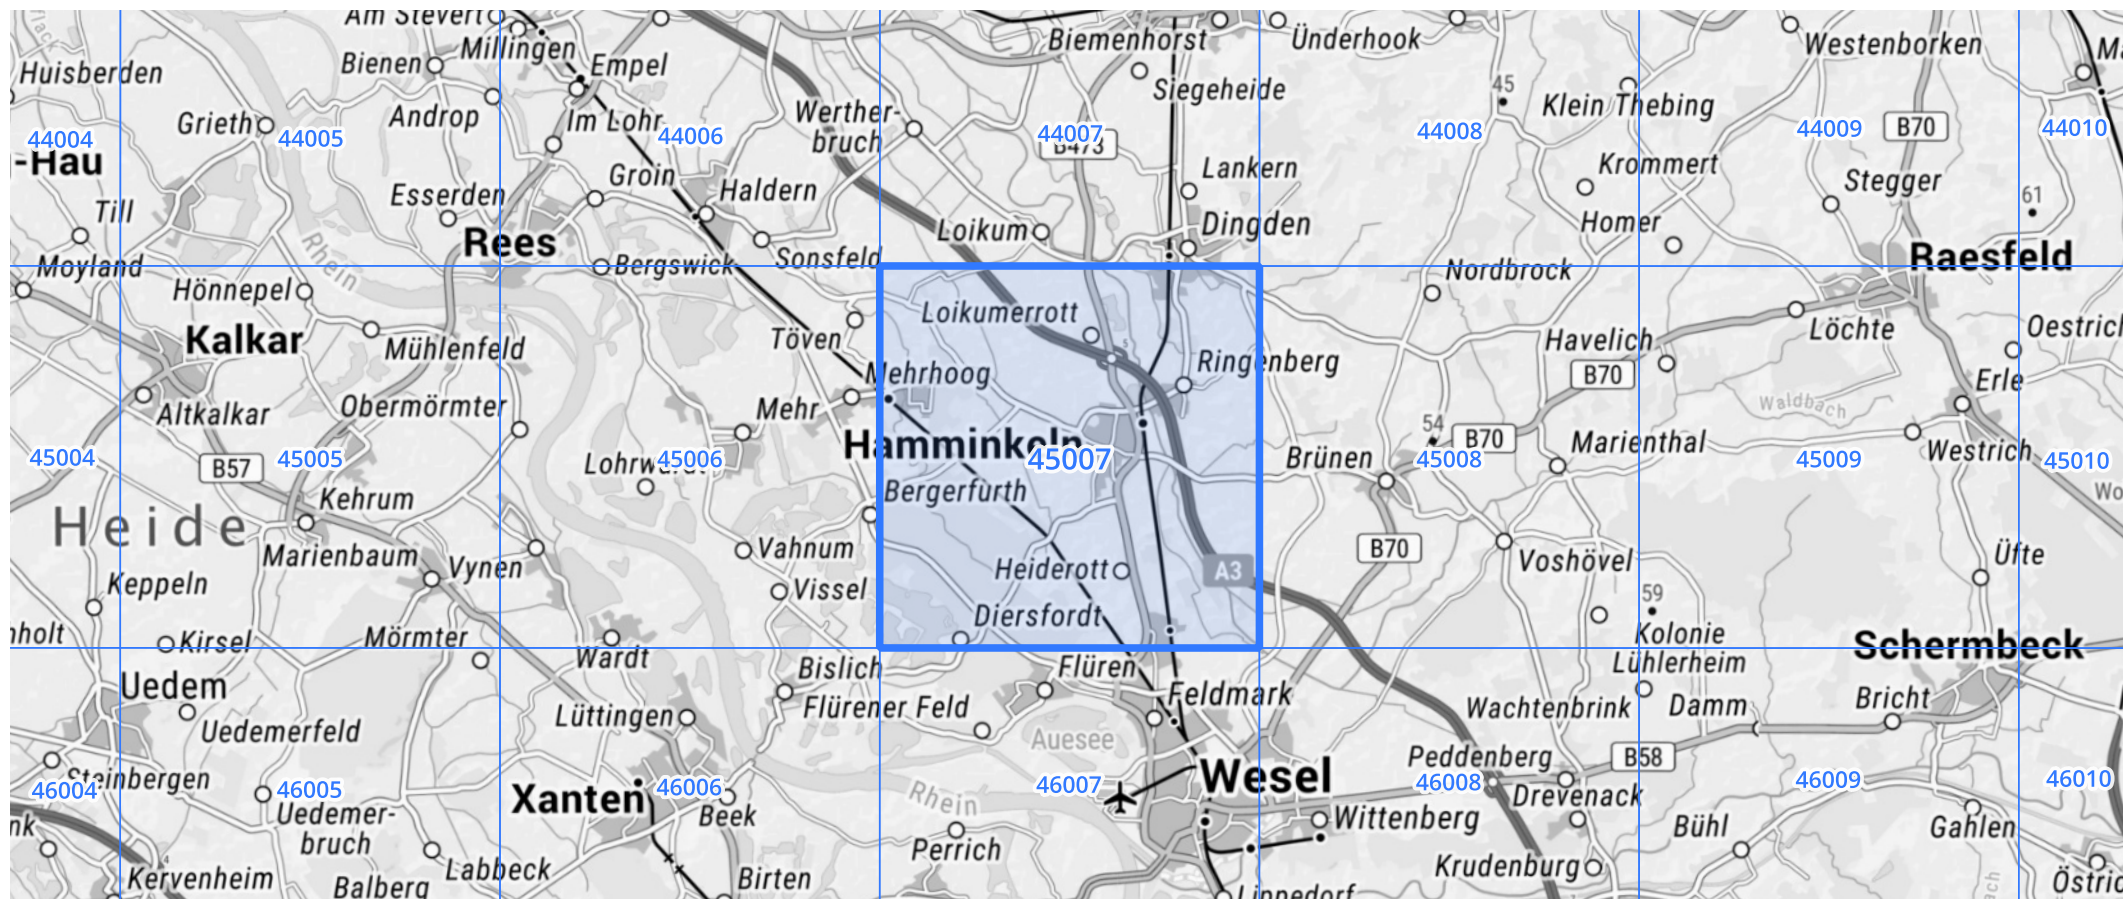 Am Stevert
Millingen
Biemenhorst
Ünderhook
Westenborken
Huisberden
Bienen
Empel
Siegeheide
45
Klein Thebing
Androp
Im Lohr
Werther-
bruch
B473
B70
Grieth
44004
44005
44006
44007
44008
44009
44010
-Hau
Groin
Haldern
Lankern
Krommert
Stegger
61
Till
Esserden
Rees
Loikum
Dingden
Homer
Rhein
Raesfeld
Moyland
Bergswick
Sonsfeld
Nordbrock
Hönnepel
Loikumerrott
Kalkar
Mühlenfeld
Töven
5
Ringenberg
Havelich
Löchte
Oestrich
Mehrhoog
B70
Erle
Altkalkar
Obermörmter
Mehr
Waldbach
54
B70
Marienthal
Hamminkeln
Brünen
Westrich
B57
45004
45005
Lohrwardt
45006
45007
45008
45009
45010
Kehrum
Bergerfurth
Heide
Marienbaum
Vynen
Vahnum
B70
Voshövel
Üfte
Keppeln
Vissel
Heiderott
A3
59
Kolonie
Lühlerheim
Diersfordt
Kirsel
Mörmter
Wardt
Schermbeck
Uedem
Bislich
Flüren
Feldmark
Uedemerfeld
Lüttingen
Flürener Feld
Wachtenbrink
Damm
Bricht
Auesee
Peddenberg
B58
Steinbergen
46004
46005
46006
46007
46008
46009
46010
Xanten
Wesel
Drevenack
Uedemer-
bruch
Beek
Rhein
Wittenberg
Bühl
Gahlen
Perrich
Kervenheim
4
Labbeck
Balberg
Birten
Krudenburg
Lippedorf